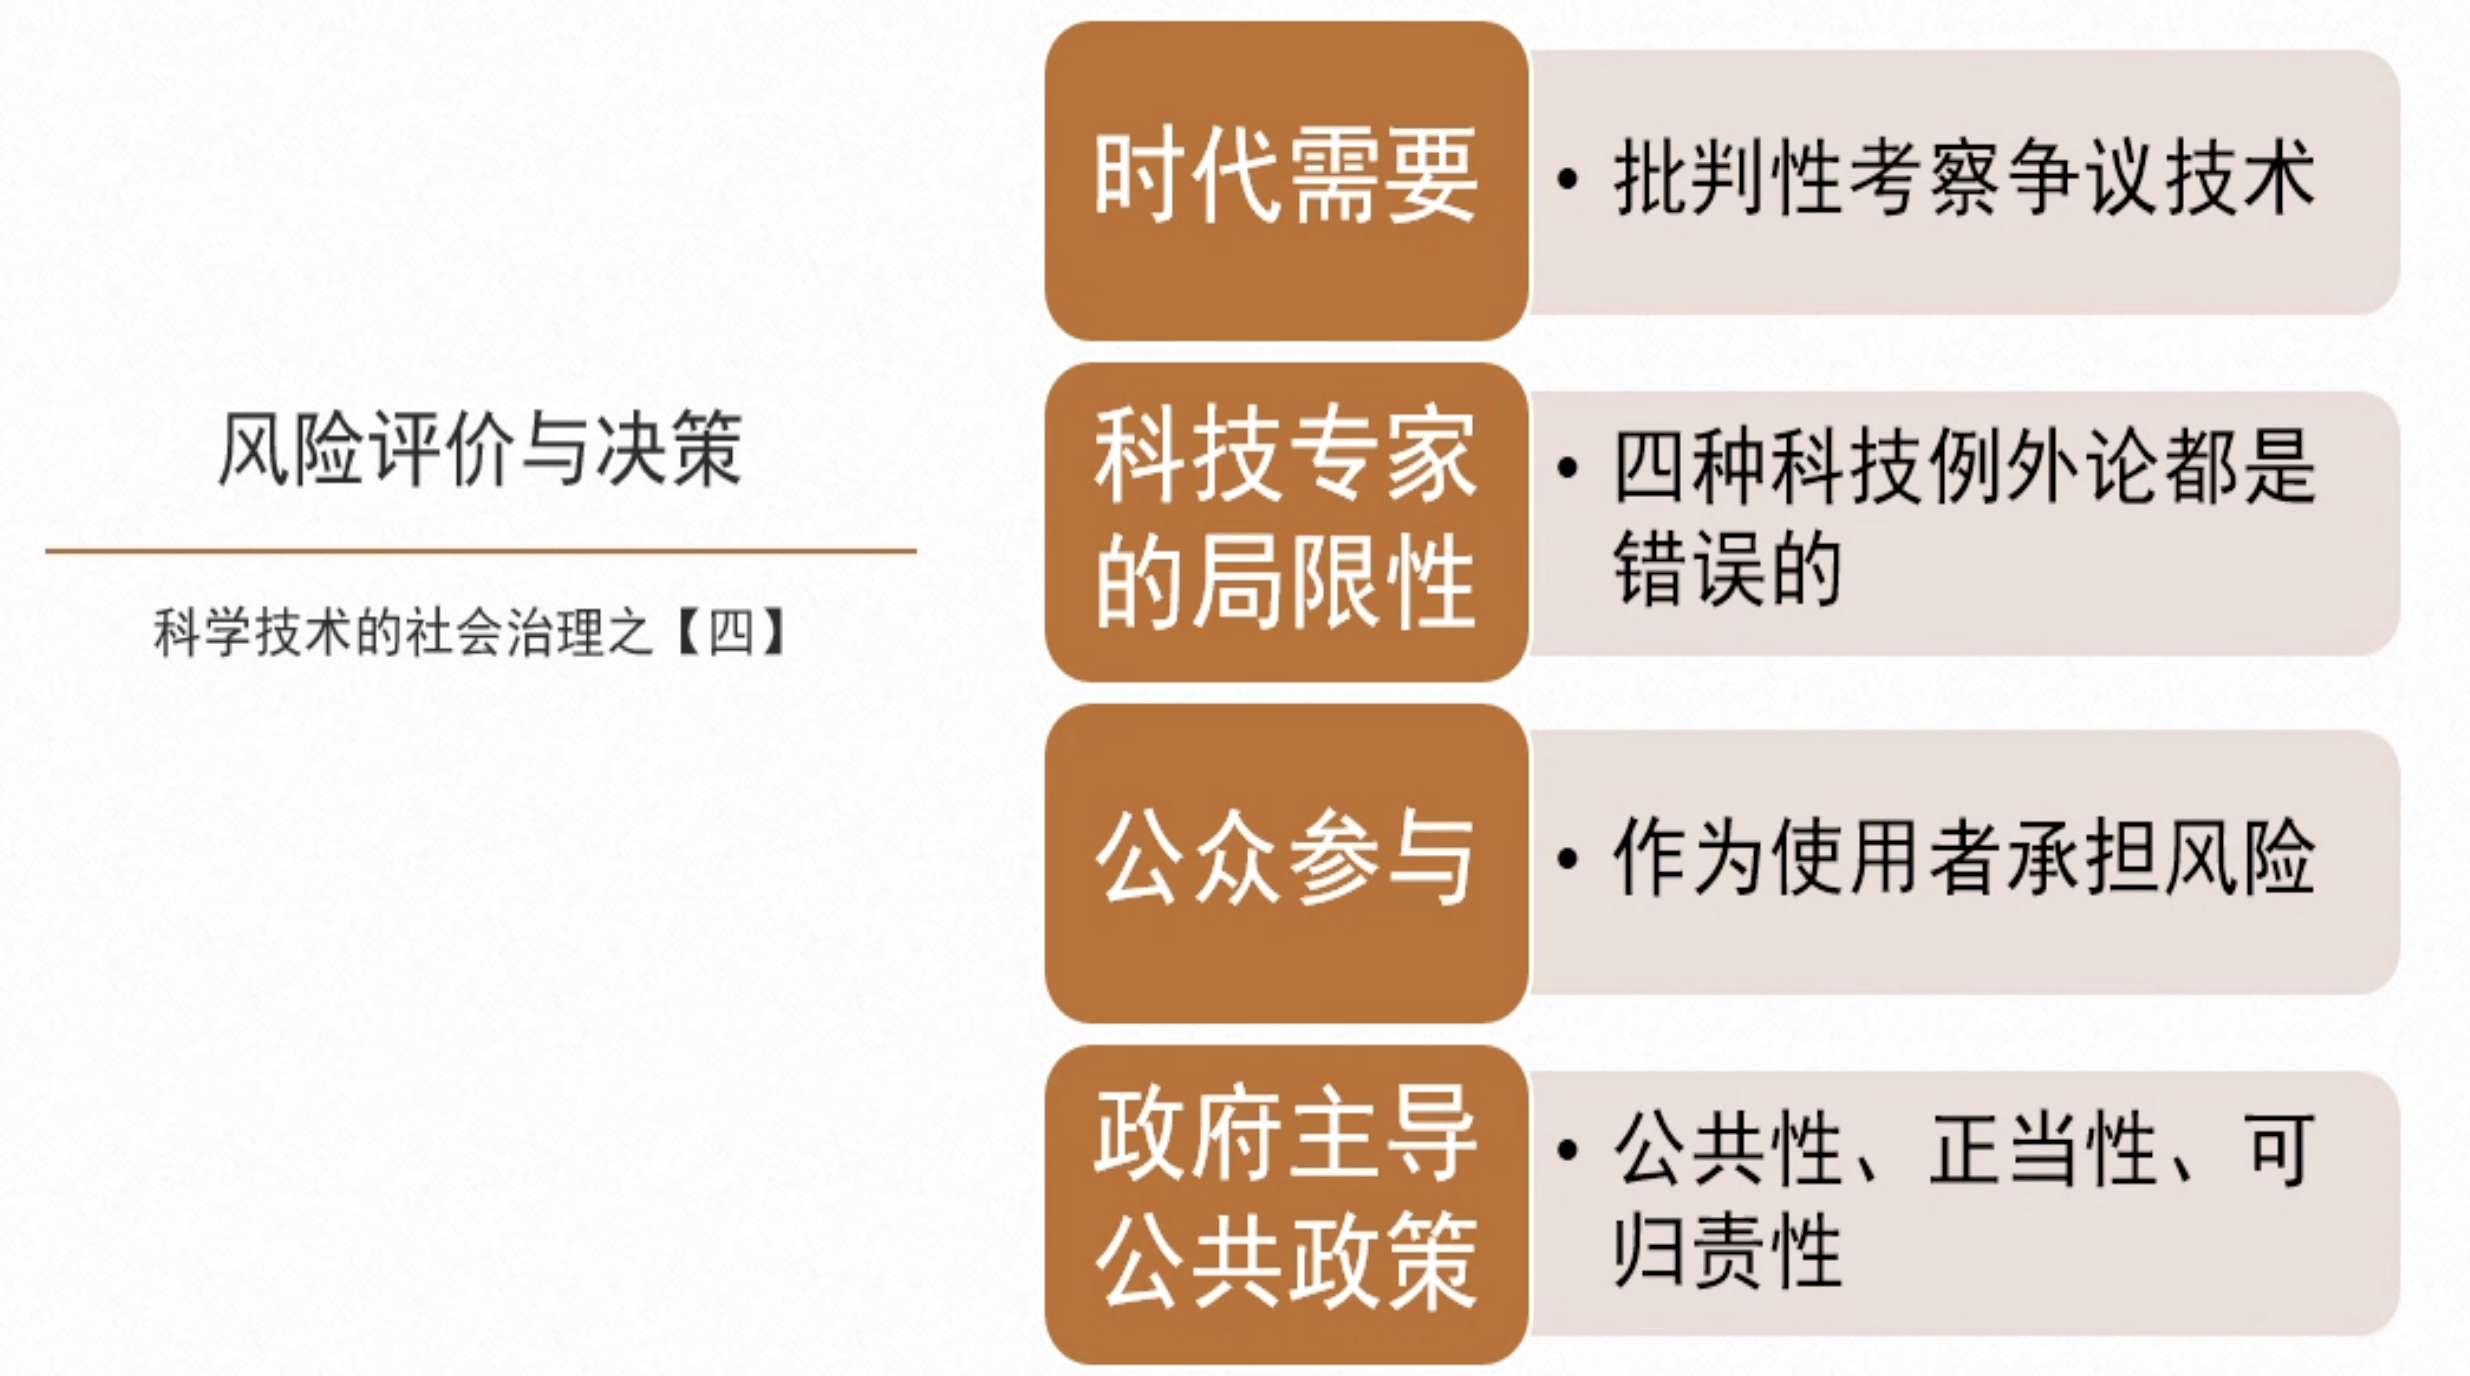 风险评价与决策
科学技术的社会治理之【四】
时代需要
• 批判性考察争议技术
科技专家
的局限性
• 四种科技例外论都是
错误的
公众参与
• 作为使用者承担风险
政府主导
公共政策
• 公共性、正当性、可
归责性